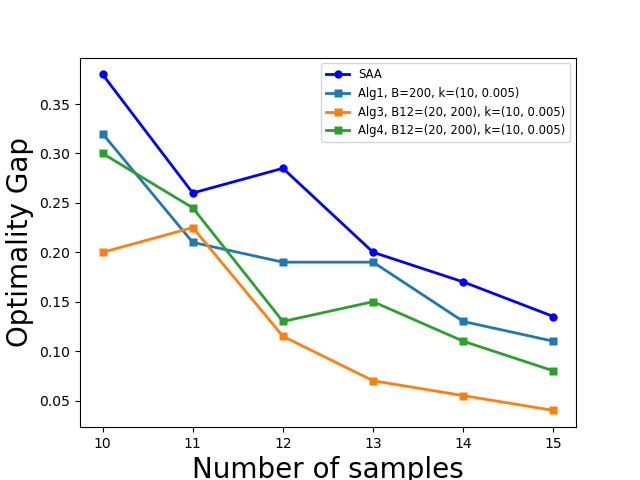 SAA
Alg1, B=200, k=(10, 0.005)
Alg3, B12=(20, 200), k=(10, 0.005)
Alg4, B12=(20, 200), k=(10, 0.005)
Optimality Gap
0.35
0.30
0.25
0.20
0.15
0.10
0.05
10 11 12 13 14 15
Number of samples